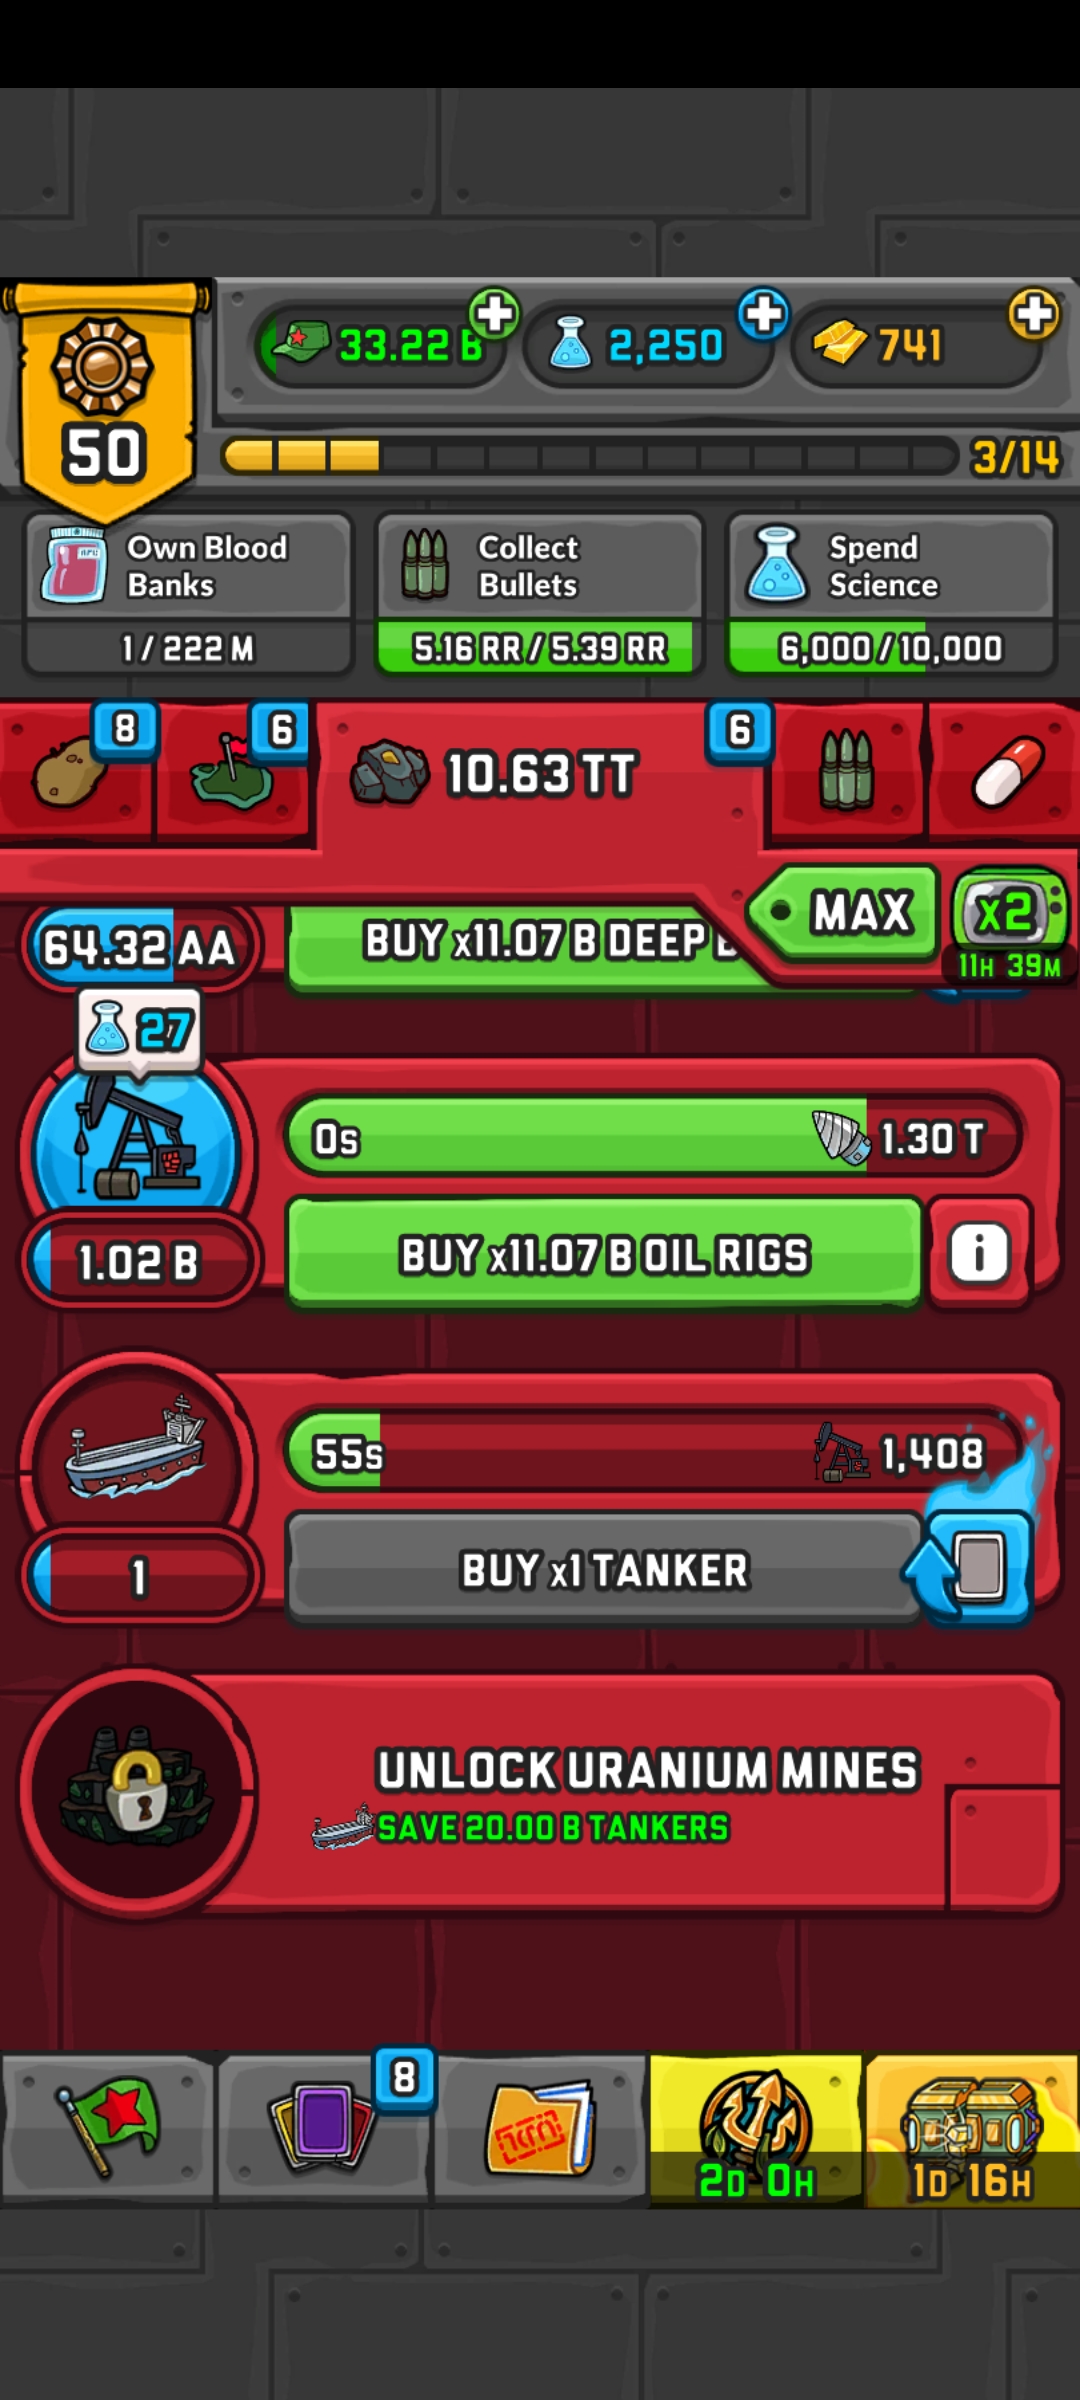 33.22 B
2,250
741
50
3/14
Own Blood
Banks
1 / 222 M
Collect
Bullets
5.16 RR / 5.39 RR
Spend
Science
6,000 / 10,000
8
6
10.63 TT
6
MAX
x2
11H 39M
64.32 AA
BUY x11.07 B DEEP
27
0s
1.30 T
1.02 B
BUY x11.07 B OIL RIGS
i
55s
1,408
1
BUY x1 TANKER
UNLOCK URANIUM MINES
SAVE 20.00 B TANKERS
8
2D 0H
1D 16H